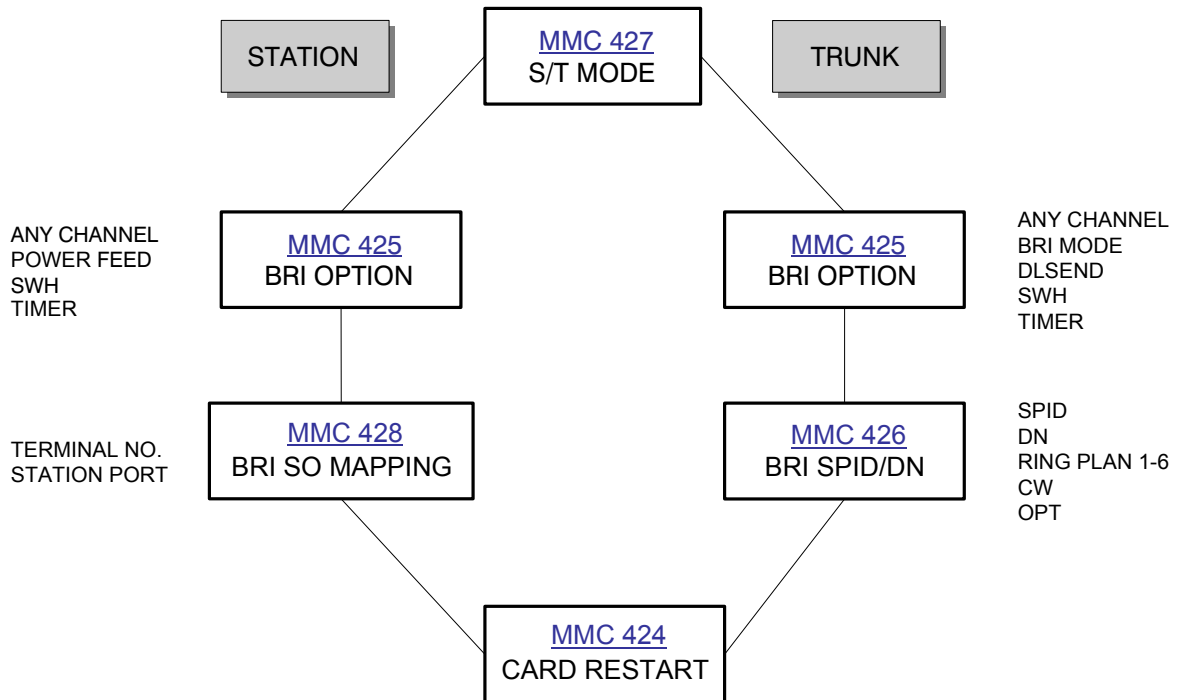 STATION
MMC 427
S/T MODE
TRUNK
ANY CHANNEL
POWER FEED
SWH
TIMER
MMC 425
BRI OPTION
MMC 425
BRI OPTION
ANY CHANNEL
BRI MODE
DLSEND
SWH
TIMER
TERMINAL NO.
STATION PORT
MMC 428
BRI SO MAPPING
MMC 426
BRI SPID/DN
SPID
DN
RING PLAN 1-6
CW
OPT
MMC 424
CARD RESTART